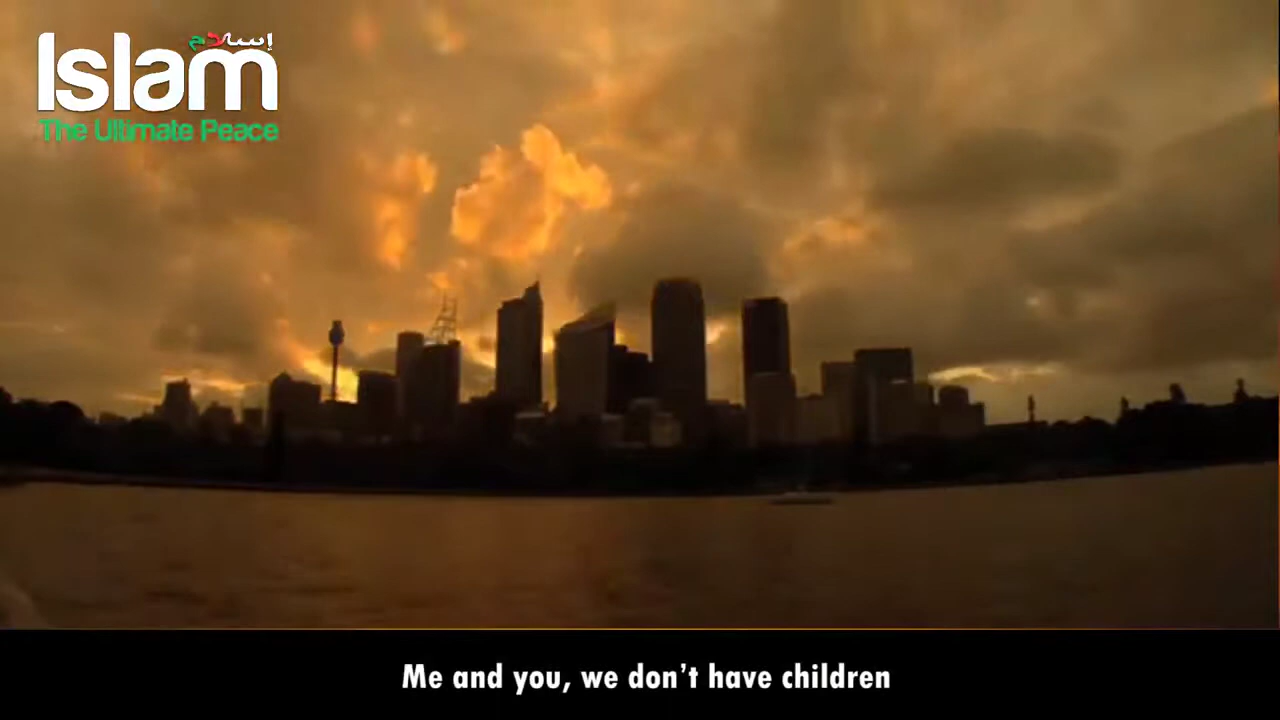 إسلام
Islam
The Ultimate Peace
Me and you, we don't have children